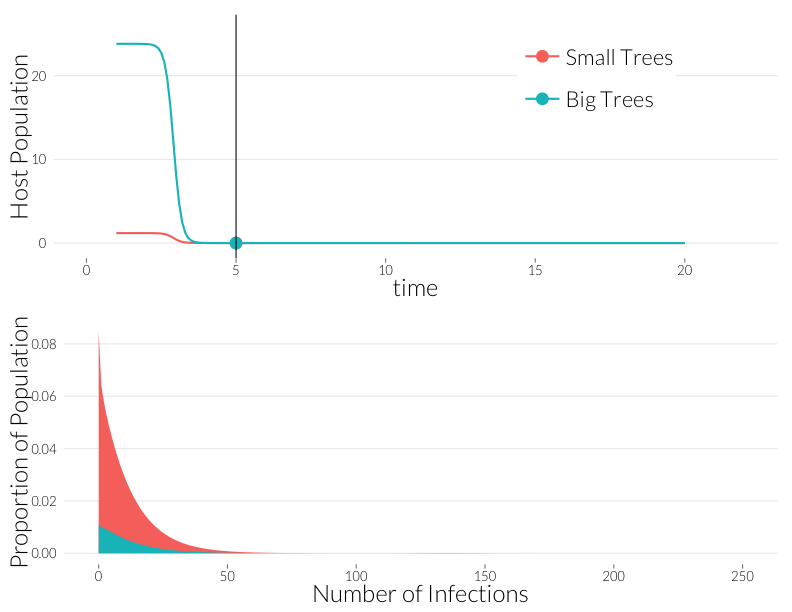 Host Population
20
10
0
Small Trees
Big Trees
0 5 10 15 20
time
Proportion of Population
0.08
0.06
0.04
0.02
0.00
0 50 100 150 200 250
Number of Infections